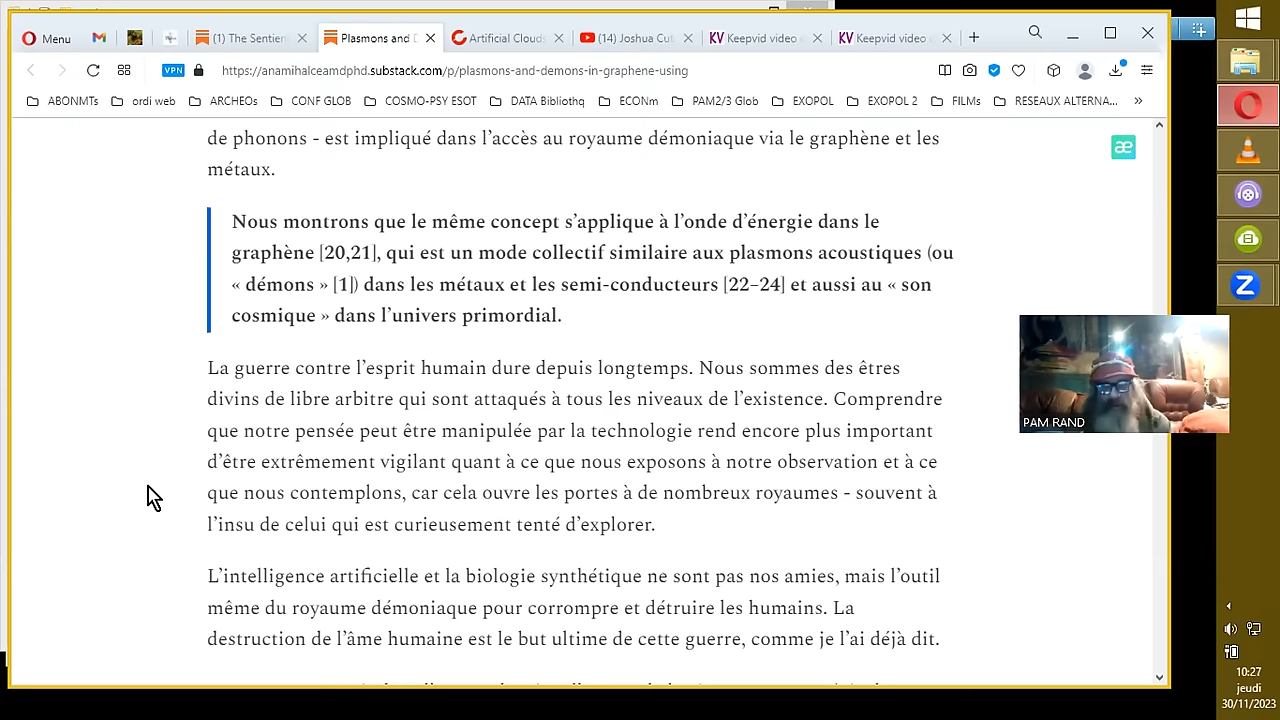 Menu
(1) The Sentien
Plasmons and D
Artificial Clouds
(14) Joshua Cut
KV Keepvid video
KV Keepvid video
VPN
https://anamihalceamdphd.substack.com/p/plasmons-and-demons-in-graphene-using
ABONMTs
ordi web
ARCHEOs
CONF GLOB
COSMO-PSY ESOT
DATA Bibliothq
ECONm
PAM2/3 Glob
EXOPOL
EXOPOL 2
FILMs
RESEAUX ALTERNA...
»
de phonons - est impliqué dans l’accès au royaume démoniaque via le graphène et les
métaux.
æ
Nous montrons que le même concept s’applique à l’onde d’énergie dans le
graphène [20,21], qui est un mode collectif similaire aux plasmons acoustiques (ou
« démons » [1]) dans les métaux et les semi-conducteurs [22–24] et aussi au « son
cosmique » dans l’univers primordial.
La guerre contre l’esprit humain dure depuis longtemps. Nous sommes des êtres
divins de libre arbitre qui sont attaqués à tous les niveaux de l’existence. Comprendre
que notre pensée peut être manipulée par la technologie rend encore plus important
d’être extrêmement vigilant quant à ce que nous exposons à notre observation et à ce
que nous contemplons, car cela ouvre les portes à de nombreux royaumes - souvent à
l’insu de celui qui est curieusement tenté d’explorer.
L’intelligence artificielle et la biologie synthétique ne sont pas nos amies, mais l’outil
même du royaume démoniaque pour corrompre et détruire les humains. La
destruction de l’âme humaine est le but ultime de cette guerre, comme je l’ai déjà dit.
PAM RAND
Z
10:27
jeudi
30/11/2023